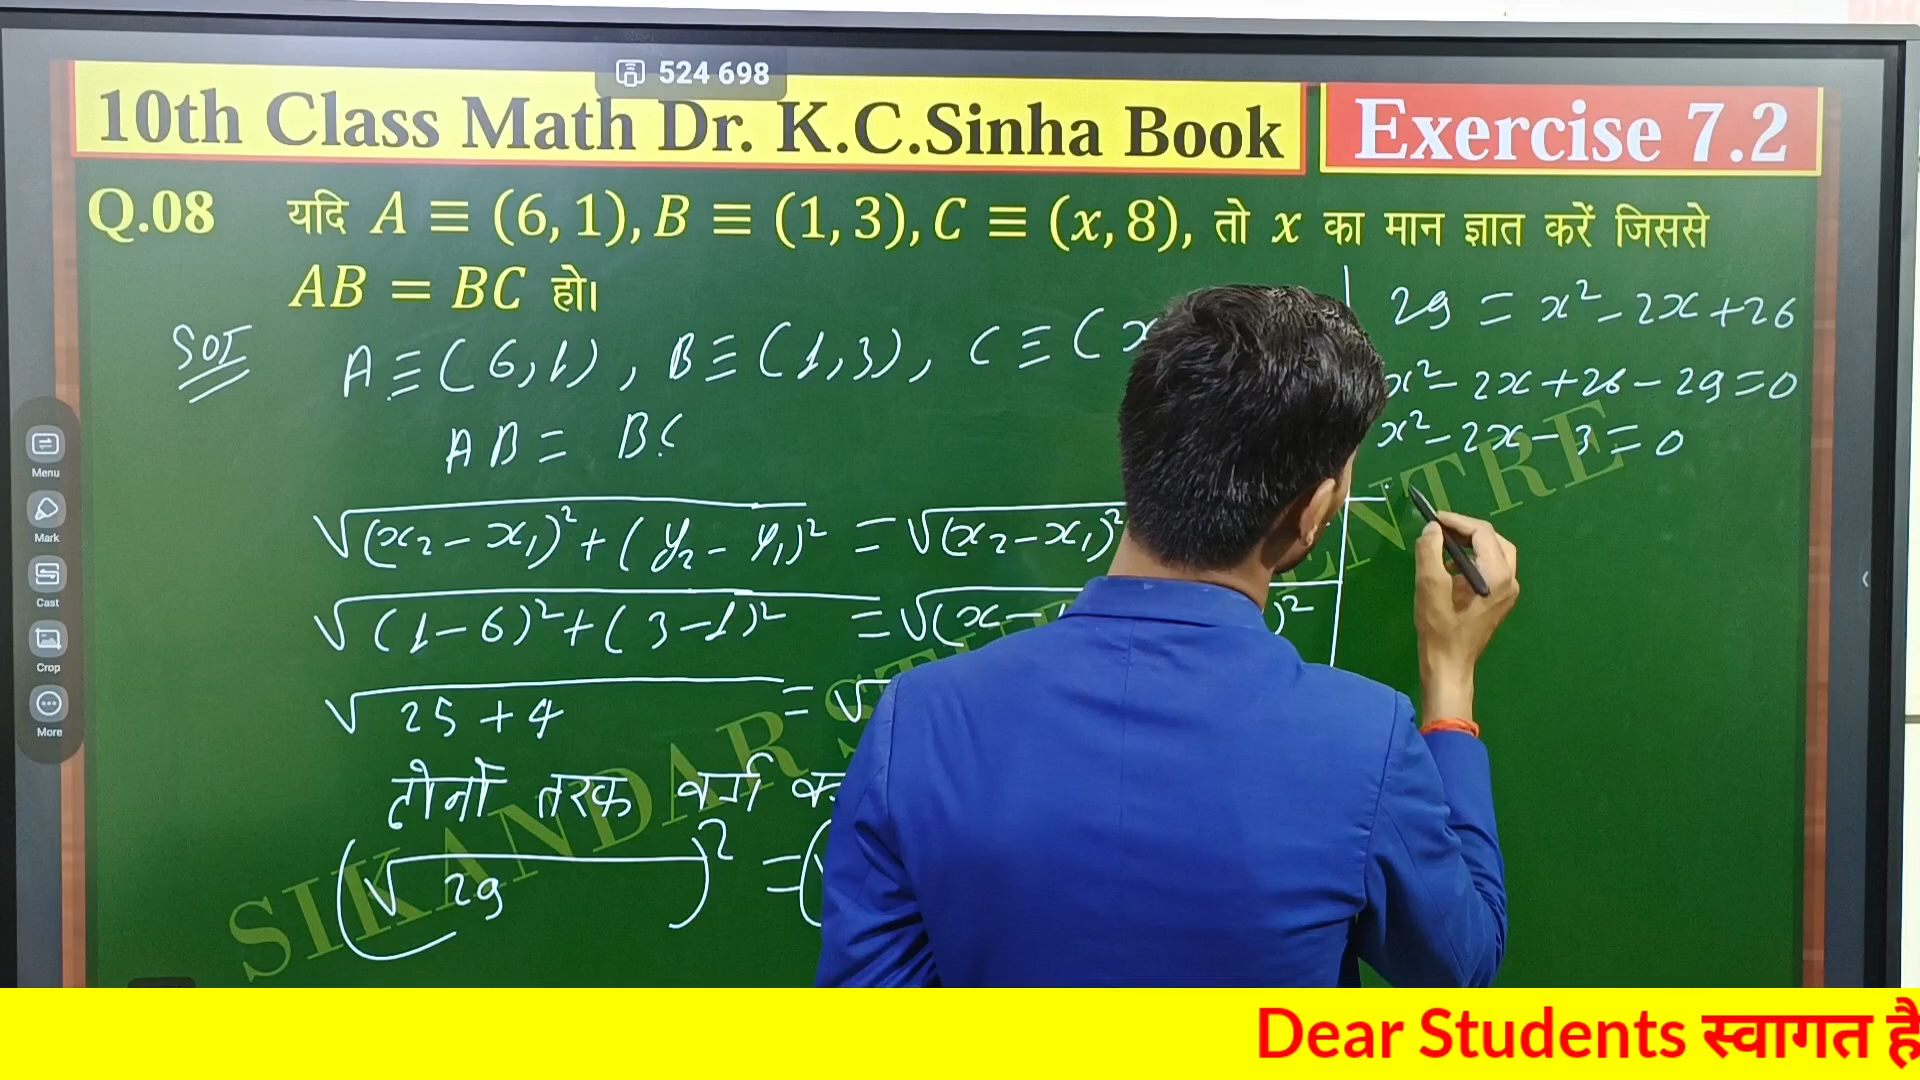 524 698
10th Class Math Dr. K.C.Sinha Book
Exercise 7.2
Q.08 यदि A ≡ (6, 1), B ≡ (1, 3), C ≡ (x, 8), तो x का मान ज्ञात करें जिससे
AB = BC हो।
Sol
A ≡ (6, 1), B ≡ (1, 3), C ≡ (x
AB = BC
√(x₂ - x₁)² + (y₂ - y₁)² = √(x₂ - x₁)²
√(1 - 6)² + (3 - 1)² = √(x - )²
√25 + 4 = √
दोनों तरफ वर्ग
(√29)² = (
29 = x² - 2x + 26
x² - 2x + 26 - 29 = 0
x² - 2x - 3 = 0
Menu
Mark
Cast
Crop
More
SIKANDAR ENTRE
Dear Students स्वागत है